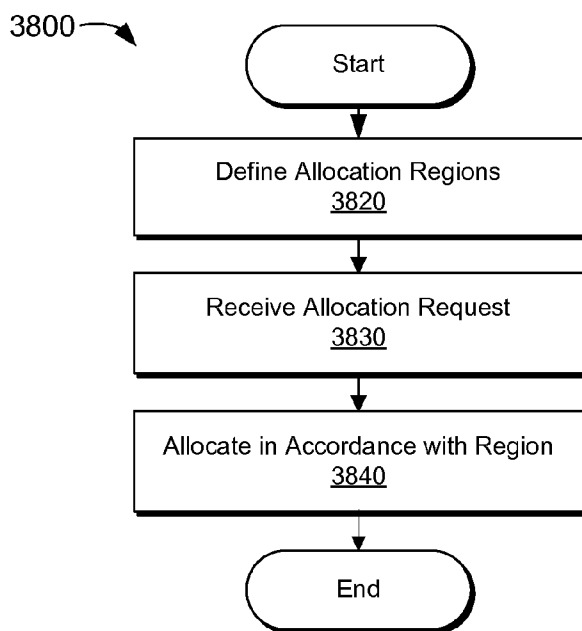 3800
Start
Define Allocation Regions
3820
Receive Allocation Request
3830
Allocate in Accordance with Region
3840
End